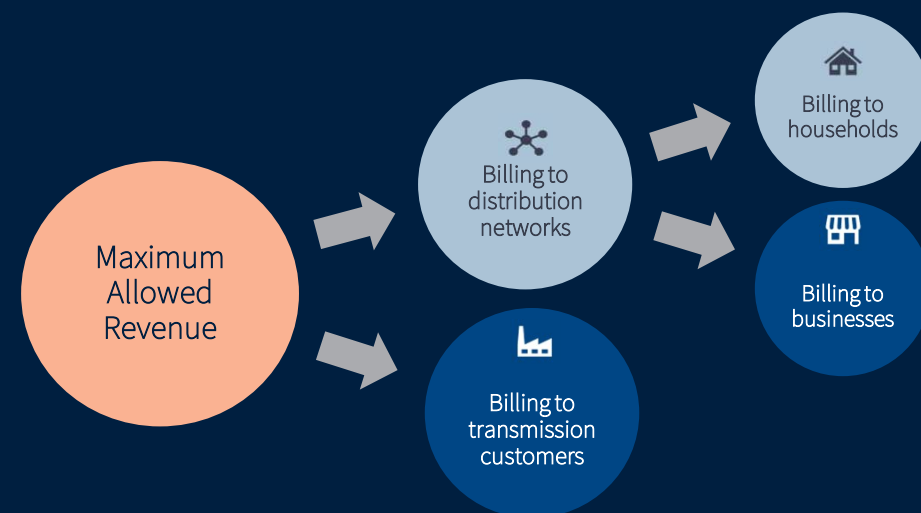 Maximum
Allowed
Revenue
Billing to
distribution
networks
Billing to
transmission
customers
Billing to
households
Billing to
businesses